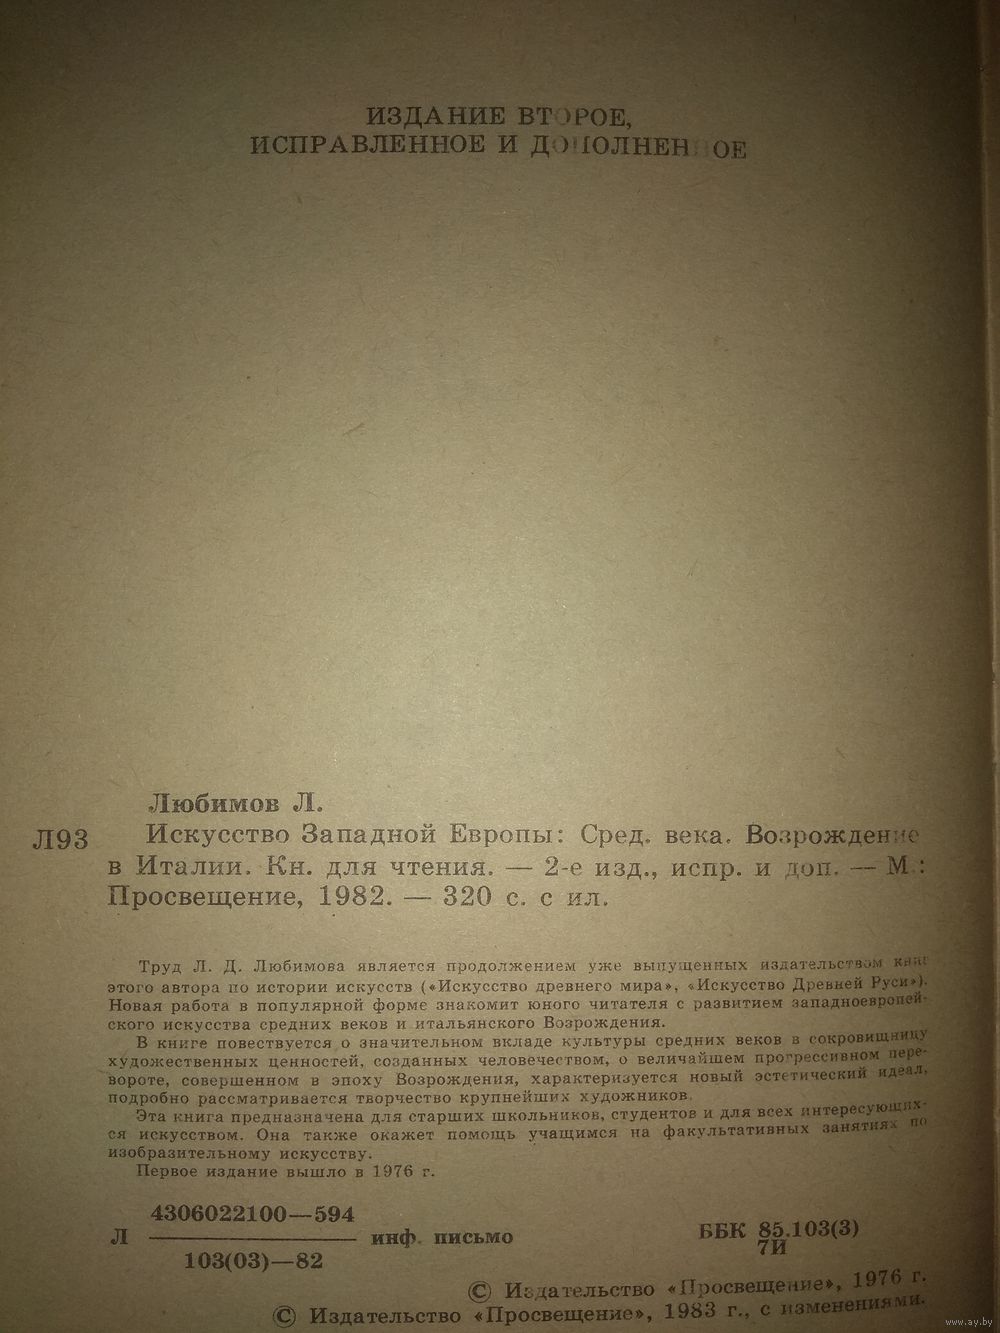 ИЗДАНИЕ ВТОРОЕ,
ИСПРАВЛЕННОЕ И ДОПОЛНЕННОЕ
Любимов Л.
Л93 Искусство Западной Европы: Сред. века. Возрождение
в Италии. Кн. для чтения. — 2-е изд., испр. и доп. — М.:
Просвещение, 1982. — 320 с. с ил.
Труд Л. Д. Любимова является продолжением уже выпущенных издательством книг
этого автора по истории искусств («Искусство древнего мира», «Искусство Древней Руси»).
Новая работа в популярной форме знакомит юного читателя с развитием западноевропей-
ского искусства средних веков и итальянского Возрождения.
В книге повествуется о значительном вкладе культуры средних веков в сокровищницу
художественных ценностей, созданных человечеством, о величайшем прогрессивном пере-
вороте, совершенном в эпоху Возрождения, характеризуется новый эстетический идеал,
подробно рассматривается творчество крупнейших художников.
Эта книга предназначена для старших школьников, студентов и для всех интересующих-
ся искусством. Она также окажет помощь учащимся на факультативных занятиях по
изобразительному искусству.
Первое издание вышло в 1976 г.
4306022100—594
Л инф. письмо
103(03)—82
ББК 85.103(3)
7И
© Издательство «Просвещение», 1976 г.
© Издательство «Просвещение», 1983 г., с изменениями.
www.ay.by